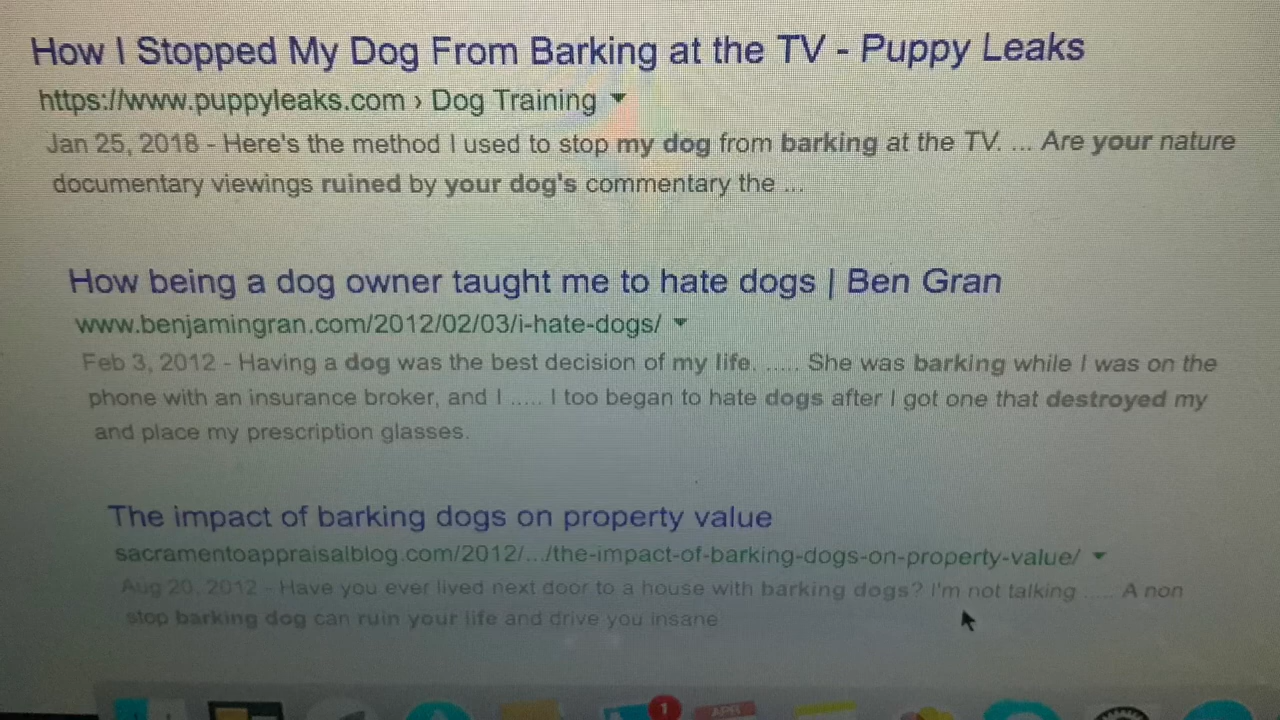 How I Stopped My Dog From Barking at the TV - Puppy Leaks
https://www.puppyleaks.com › Dog Training
Jan 25, 2018 - Here's the method I used to stop my dog from barking at the TV. ... Are your nature
documentary viewings ruined by your dog's commentary the ...
How being a dog owner taught me to hate dogs | Ben Gran
www.benjamingran.com/2012/02/03/i-hate-dogs/
Feb 3, 2012 - Having a dog was the best decision of my life. ..... She was barking while I was on the
phone with an insurance broker, and I ..... I too began to hate dogs after I got one that destroyed my
and place my prescription glasses.
The impact of barking dogs on property value
sacramentoappraisalblog.com/2012/.../the-impact-of-barking-dogs-on-property-value/
Aug 20, 2012 - Have you ever lived next door to a house with barking dogs? I'm not talking ..... A non
stop barking dog can ruin your life and drive you insane
1
APR